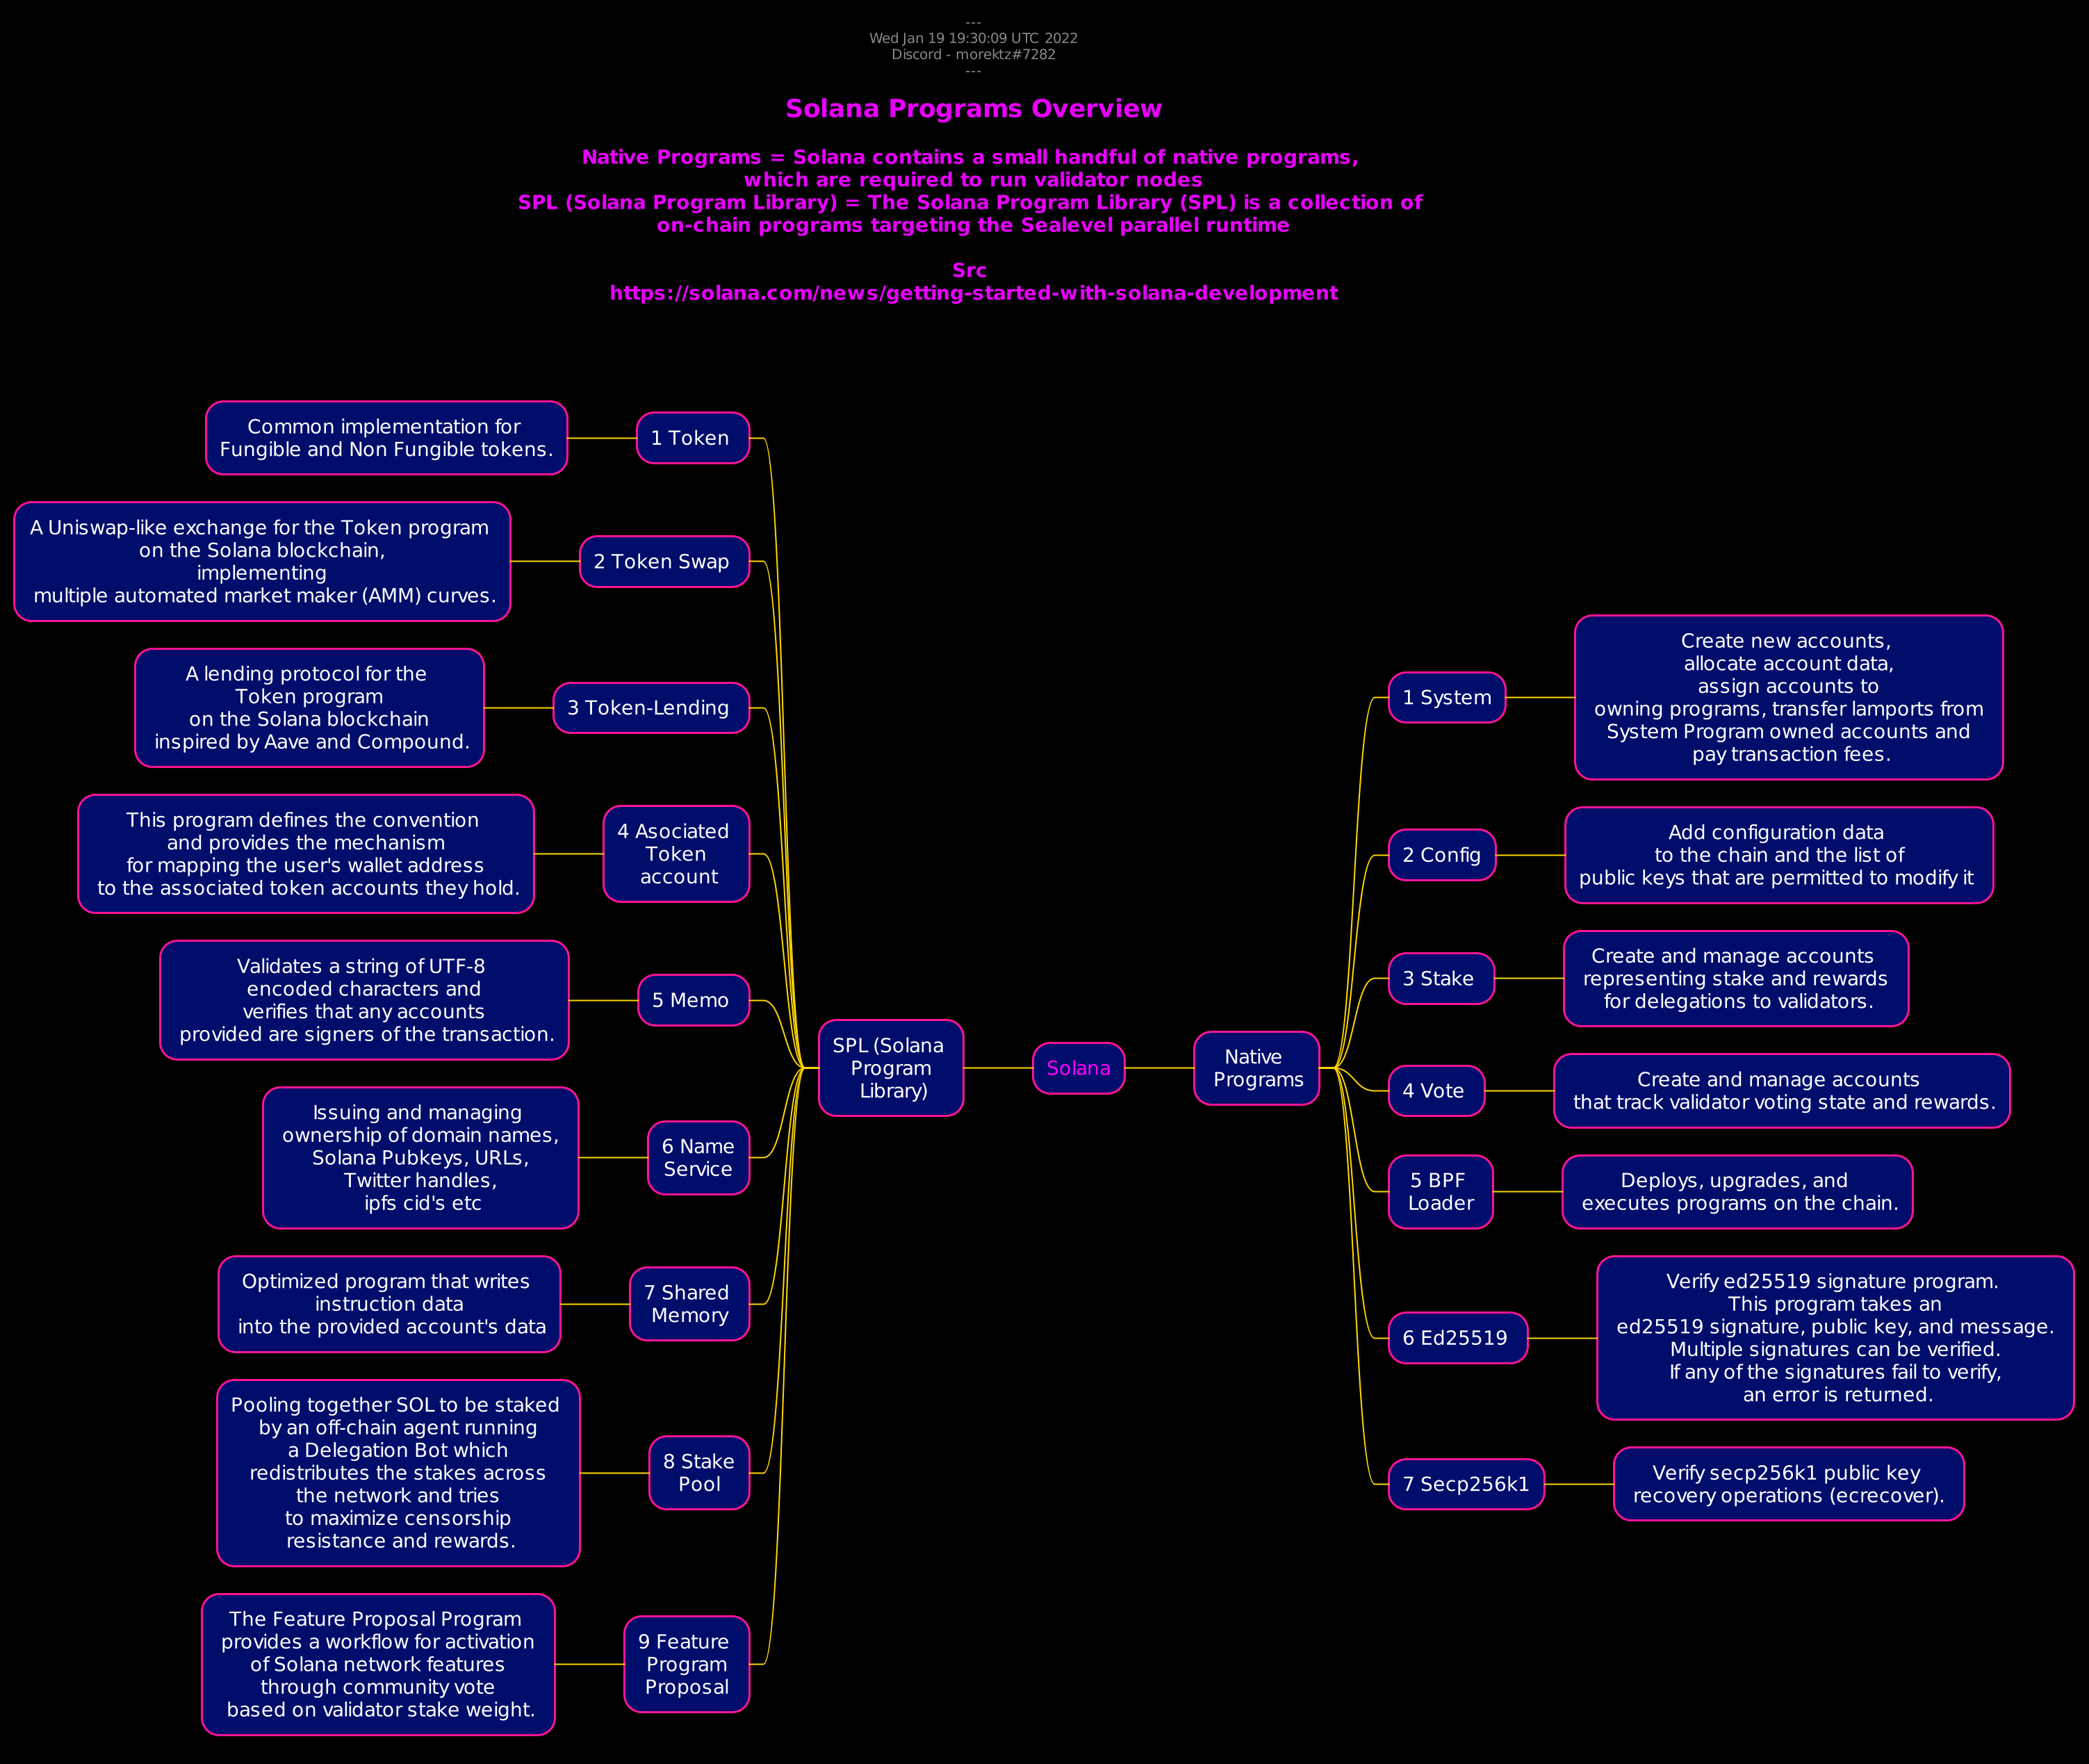 ---
Wed Jan 19 19:30:09 UTC 2022
Discord - morektz#7282
---
Solana Programs Overview
Native Programs = Solana contains a small handful of native programs,
which are required to run validator nodes
SPL (Solana Program Library) = The Solana Program Library (SPL) is a collection of
on-chain programs targeting the Sealevel parallel runtime
Src
https://solana.com/news/getting-started-with-solana-development
Solana
SPL (Solana
Program
Library)
1 Token
Common implementation for
Fungible and Non Fungible tokens.
2 Token Swap
A Uniswap-like exchange for the Token program
on the Solana blockchain,
implementing
multiple automated market maker (AMM) curves.
3 Token-Lending
A lending protocol for the
Token program
on the Solana blockchain
inspired by Aave and Compound.
4 Asociated
Token
account
This program defines the convention
and provides the mechanism
for mapping the user's wallet address
to the associated token accounts they hold.
5 Memo
Validates a string of UTF-8
encoded characters and
verifies that any accounts
provided are signers of the transaction.
6 Name
Service
Issuing and managing
ownership of domain names,
Solana Pubkeys, URLs,
Twitter handles,
ipfs cid's etc
7 Shared
Memory
Optimized program that writes
instruction data
into the provided account's data
8 Stake
Pool
Pooling together SOL to be staked
by an off-chain agent running
a Delegation Bot which
redistributes the stakes across
the network and tries
to maximize censorship
resistance and rewards.
9 Feature
Program
Proposal
The Feature Proposal Program
provides a workflow for activation
of Solana network features
through community vote
based on validator stake weight.
Native
Programs
1 System
Create new accounts,
allocate account data,
assign accounts to
owning programs, transfer lamports from
System Program owned accounts and
pay transaction fees.
2 Config
Add configuration data
to the chain and the list of
public keys that are permitted to modify it
3 Stake
Create and manage accounts
representing stake and rewards
for delegations to validators.
4 Vote
Create and manage accounts
that track validator voting state and rewards.
5 BPF
Loader
Deploys, upgrades, and
executes programs on the chain.
6 Ed25519
Verify ed25519 signature program.
This program takes an
ed25519 signature, public key, and message.
Multiple signatures can be verified.
If any of the signatures fail to verify,
an error is returned.
7 Secp256k1
Verify secp256k1 public key
recovery operations (ecrecover).